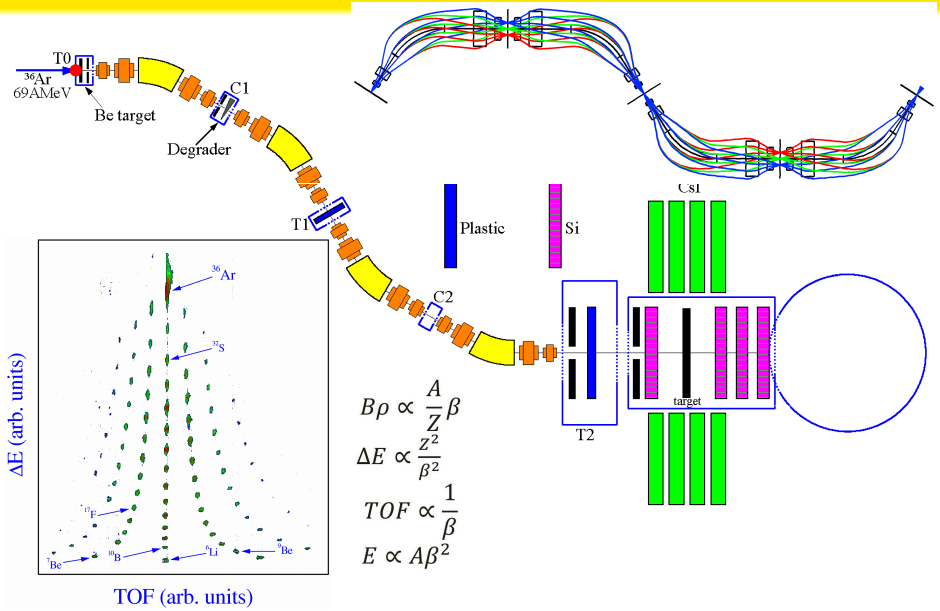 T0
³⁶Ar
69AMeV
Be target
C1
Degrader
T1
Plastic
Si
CsI
C2
T2
target
³⁶Ar
³²S
¹⁷F
⁷Be
¹⁰B
⁶Li
⁹Be
ΔE (arb. units)
TOF (arb. units)
Bρ ∝ A/Z β
ΔE ∝ Z²/β²
TOF ∝ 1/β
E ∝ Aβ²